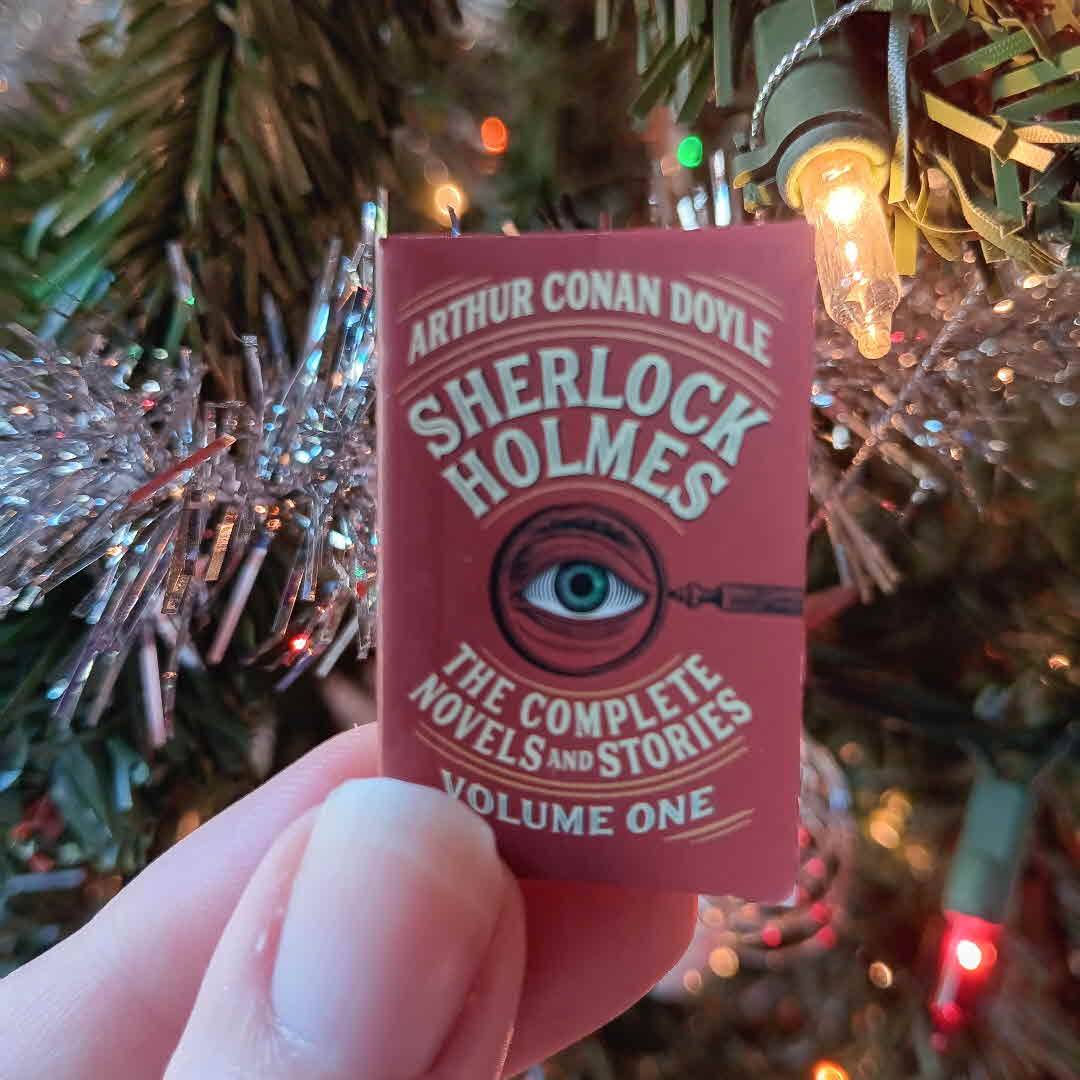 ARTHUR CONAN DOYLE
SHERLOCK
HOLMES
THE COMPLETE
NOVELS AND STORIES
VOLUME ONE